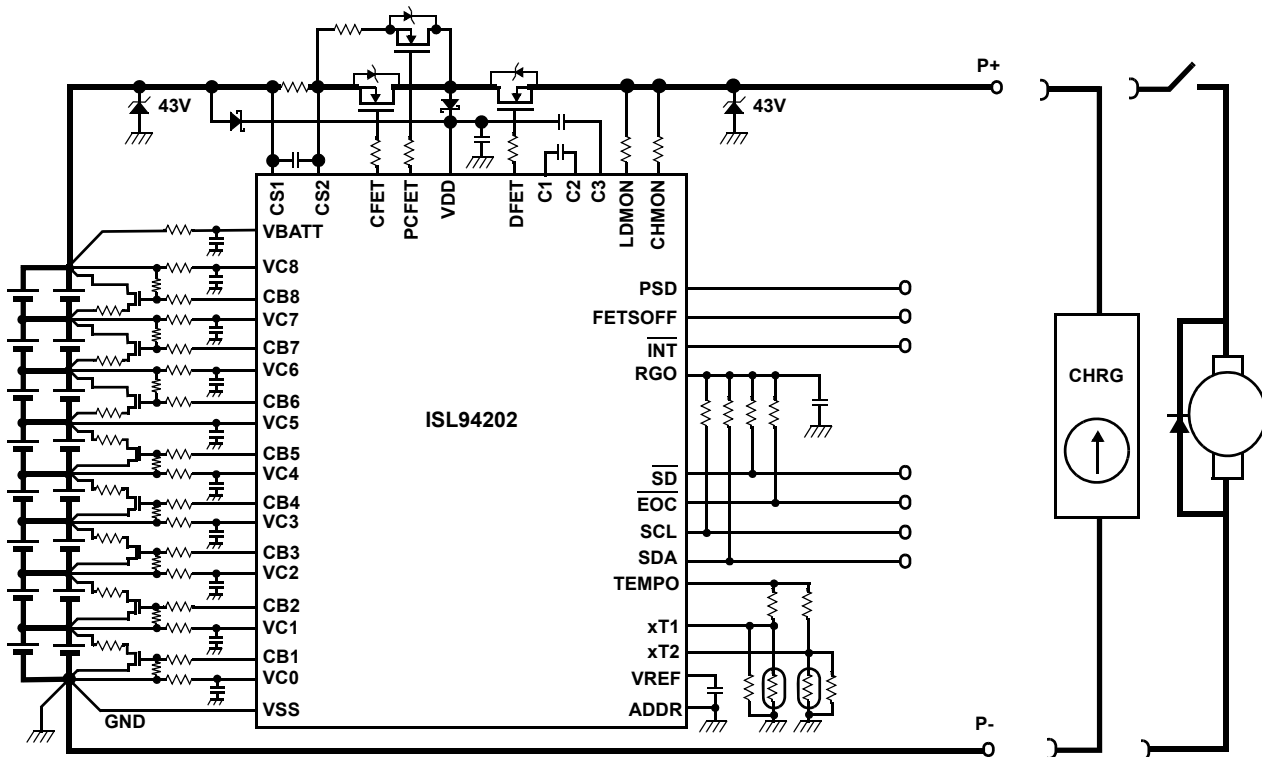 P+
43V
43V
CS1
CS2
CFET
PCFET
VDD
DFET
C1
C2
C3
LDMON
CHMON
VBATT
VC8
CB8
VC7
CB7
VC6
CB6
VC5
CB5
VC4
CB4
VC3
CB3
VC2
CB2
VC1
CB1
VC0
VSS
GND
ISL94202
PSD
FETSOFF
INT
RGO
SD
EOC
SCL
SDA
TEMPO
xT1
xT2
VREF
ADDR
CHRG
P-